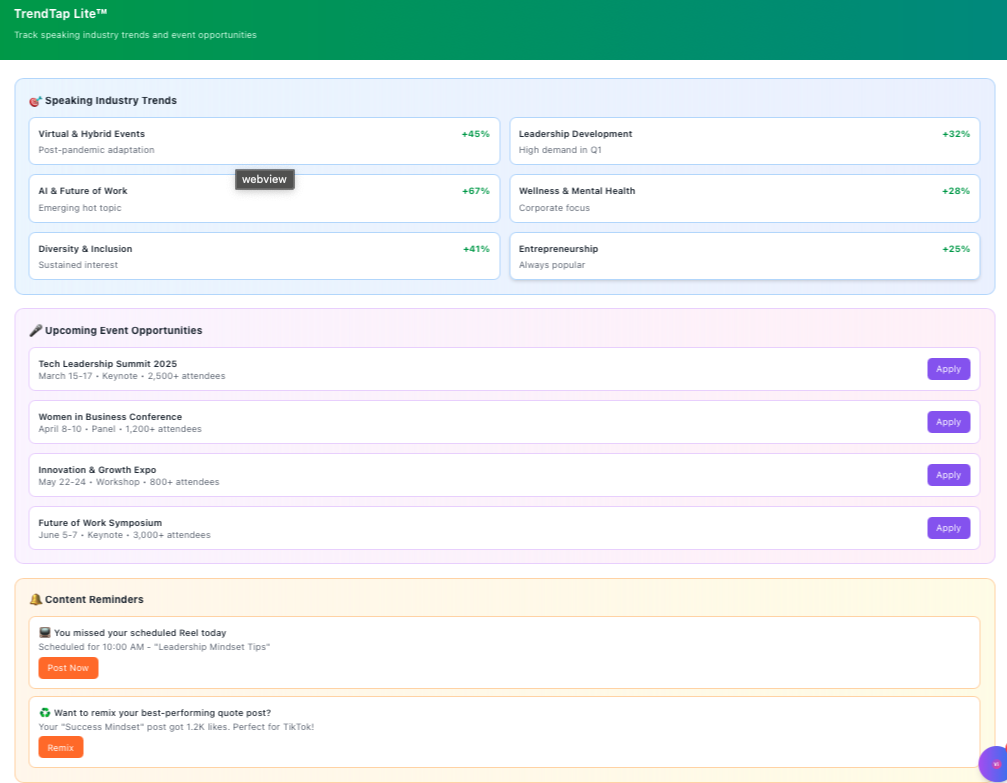 TrendTap Lite™
Track speaking industry trends and event opportunities
Speaking Industry Trends
Virtual & Hybrid Events +45%
Post-pandemic adaptation
Leadership Development +32%
High demand in Q1
webview
AI & Future of Work +67%
Emerging hot topic
Wellness & Mental Health +28%
Corporate focus
Diversity & Inclusion +41%
Sustained interest
Entrepreneurship +25%
Always popular
Upcoming Event Opportunities
Tech Leadership Summit 2025
March 15-17 • Keynote • 2,500+ attendees
Apply
Women in Business Conference
April 8-10 • Panel • 1,200+ attendees
Apply
Innovation & Growth Expo
May 22-24 • Workshop • 800+ attendees
Apply
Future of Work Symposium
June 5-7 • Keynote • 3,000+ attendees
Apply
Content Reminders
You missed your scheduled Reel today
Scheduled for 10:00 AM - "Leadership Mindset Tips"
Post Now
Want to remix your best-performing quote post?
Your "Success Mindset" post got 1.2K likes. Perfect for TikTok!
Remix